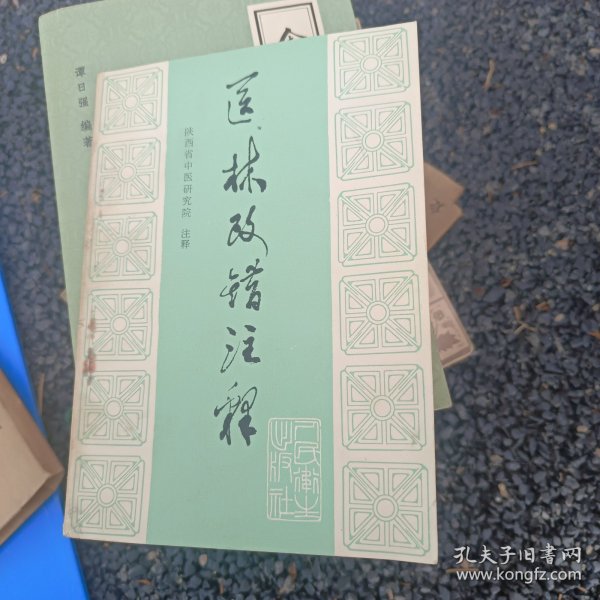 医林改错注释
陕西省中医研究院 注释
人民卫生
出版社
谭日强 编著
孔夫子旧书网
www.kongfz.com